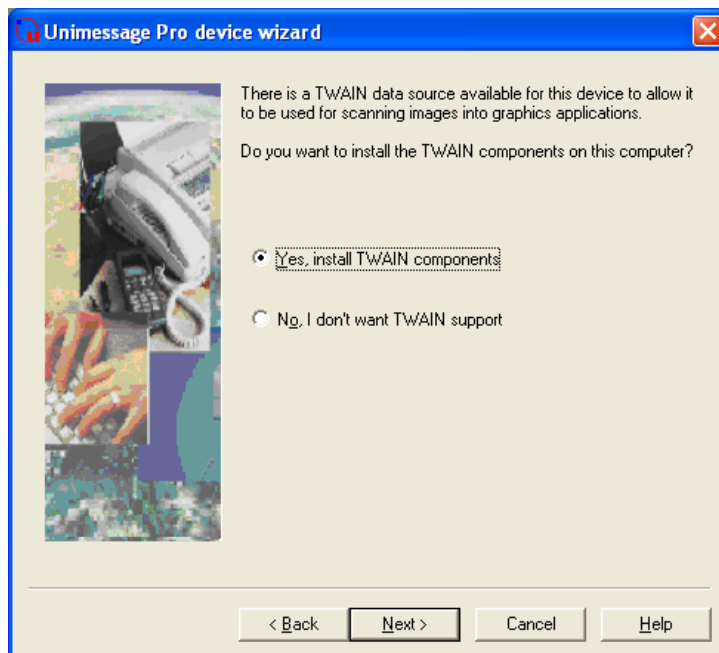 Unimessage Pro device wizard
There is a TWAIN data source available for this device to allow it
to be used for scanning images into graphics applications.
Do you want to install the TWAIN components on this computer?
Yes, install TWAIN components
No, I don't want TWAIN support
< Back Next > Cancel Help